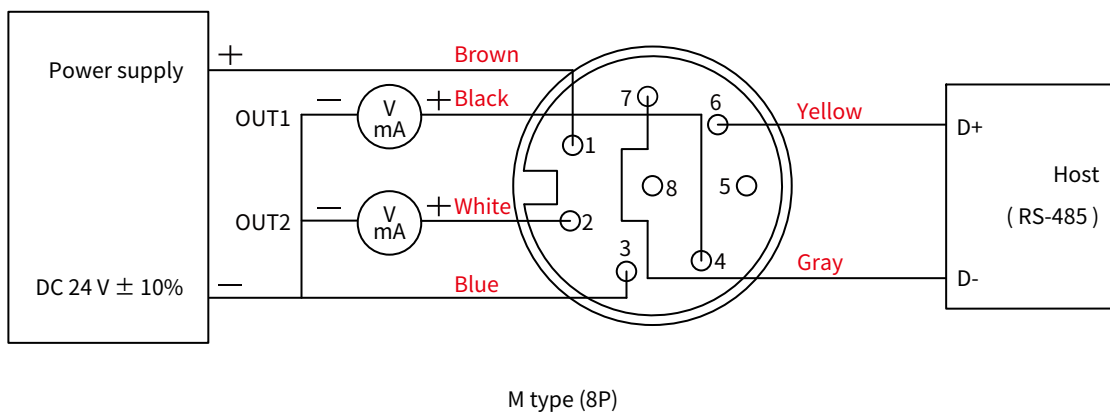 Power supply
+
Brown
OUT1
—
V
mA
+
Black
7
6
Yellow
D+
1
8
5
Host
( RS-485 )
OUT2
—
V
mA
+
White
2
3
4
Gray
D-
DC 24 V ± 10%
—
Blue
M type (8P)